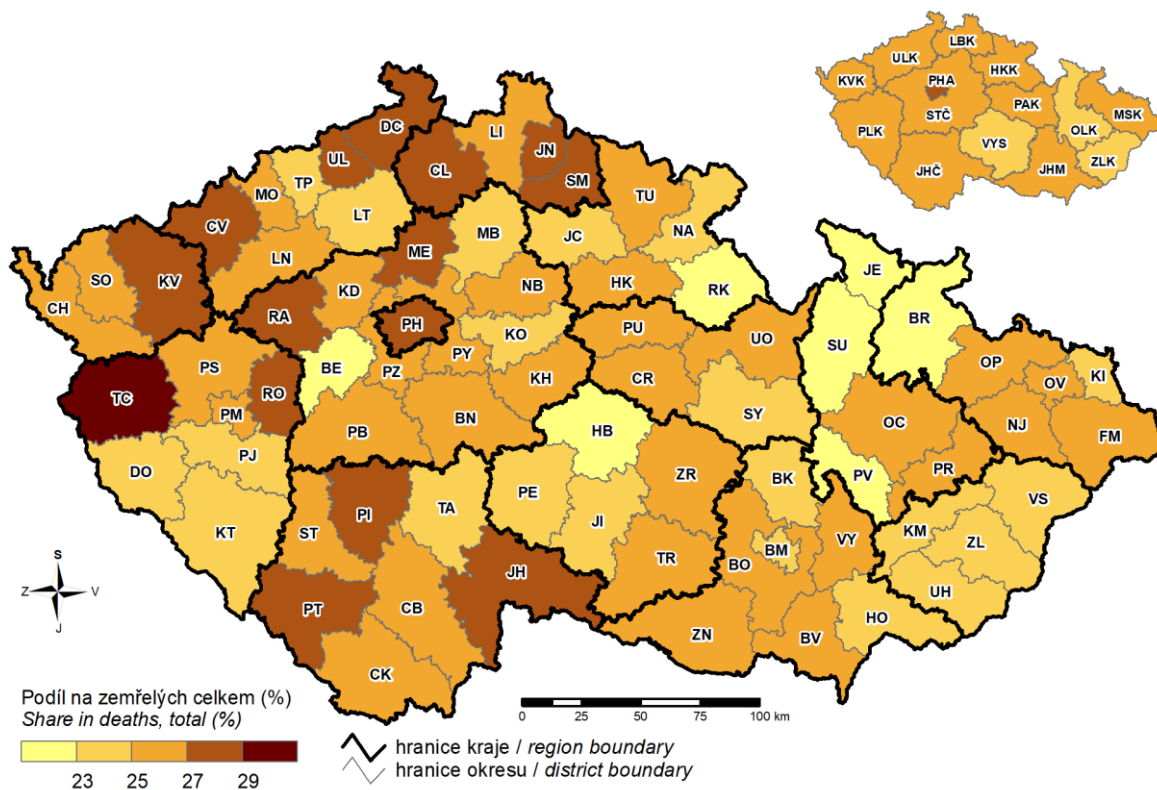 LBK
ULK
HKK
KVK
PHA
PAK
MSK
STČ
PLK
OLK
VYS
ZLK
JHČ
JHM
DC
LI
UL
JN
CL
SM
TP
MO
TU
LT
CV
MB
JC
NA
ME
LN
JE
SO
KV
CH
NB
HK
RK
KD
BR
RA
PH
PU
SU
UO
KO
OP
PS
PY
BE
PZ
KH
CR
OV
KI
TC
RO
PM
SY
NJ
OC
FM
BN
PB
HB
PJ
DO
PR
ZR
PV
BK
VS
PI
TA
PE
JI
KT
ST
KM
VY
ZL
BM
TR
BO
JH
UH
PT
CB
HO
ZN
BV
CK
S
Z V
J
Podíl na zemřelých celkem (%)
Share in deaths, total (%)
23 25 27 29
0 25 50 75 100 km
hranice kraje / region boundary
hranice okresu / district boundary